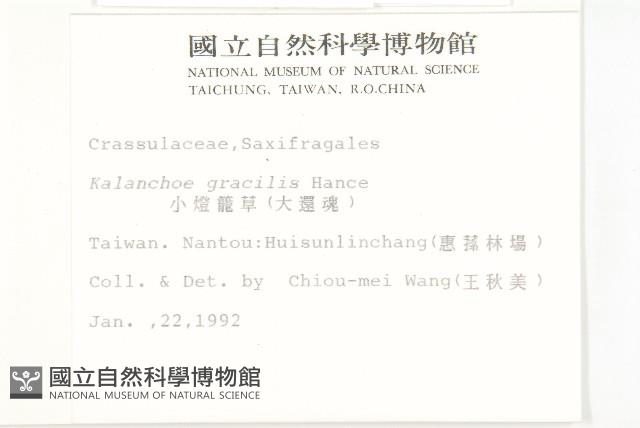 國立自然科學博物館
NATIONAL MUSEUM OF NATURAL SCIENCE
TAICHUNG, TAIWAN, R.O.CHINA
Crassulaceae,Saxifragales
Kalanchoe gracilis Hance
小燈籠草(大還魂)
Taiwan. Nantou:Huisunlinchang(惠蓀林場)
Coll. & Det. by Chiou-mei Wang(王秋美)
Jan. ,22,1992
國立自然科學博物館
NATIONAL MUSEUM OF NATURAL SCIENCE